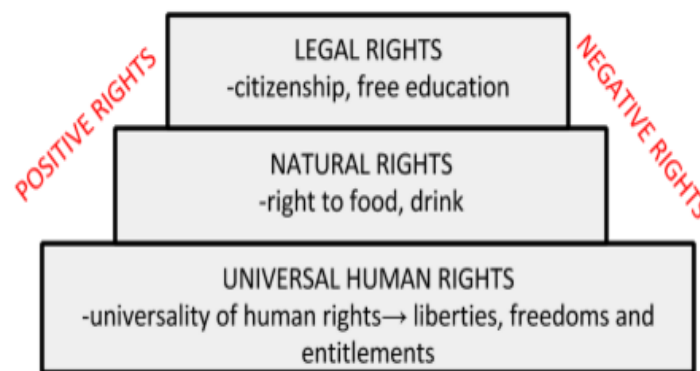 LEGAL RIGHTS
-citizenship, free education
POSITIVE RIGHTS
NEGATIVE RIGHTS
NATURAL RIGHTS
-right to food, drink
UNIVERSAL HUMAN RIGHTS
-universality of human rights→ liberties, freedoms and
entitlements